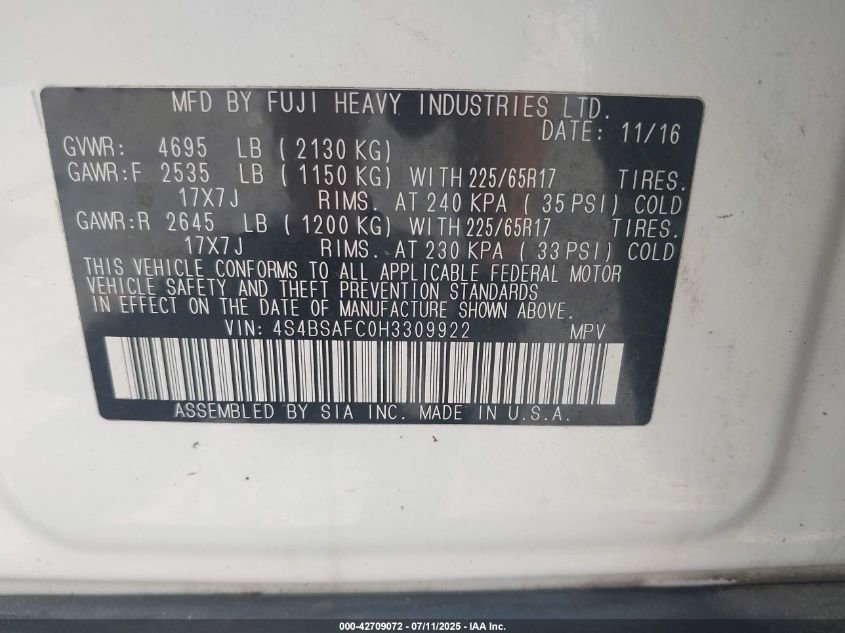 MFD BY FUJI HEAVY INDUSTRIES LTD.
DATE: 11/16
GVWR: 4695 LB ( 2130 KG)
GAWR:F 2535 LB ( 1150 KG) WITH 225/65R17 TIRES.
17X7J RIMS. AT 240 KPA ( 35 PSI) COLD
GAWR:R 2645 LB ( 1200 KG) WITH 225/65R17 TIRES.
17X7J RIMS. AT 230 KPA ( 33 PSI) COLD
THIS VEHICLE CONFORMS TO ALL APPLICABLE FEDERAL MOTOR
VEHICLE SAFETY AND THEFT PREVENTION STANDARDS
IN EFFECT ON THE DATE OF MANUFACTURE SHOWN ABOVE.
VIN: 4S4BSAFC0H3309922 MPV
ASSEMBLED BY SIA INC. MADE IN U.S.A.
000-42709072 - 07/11/2025 - IAA Inc.